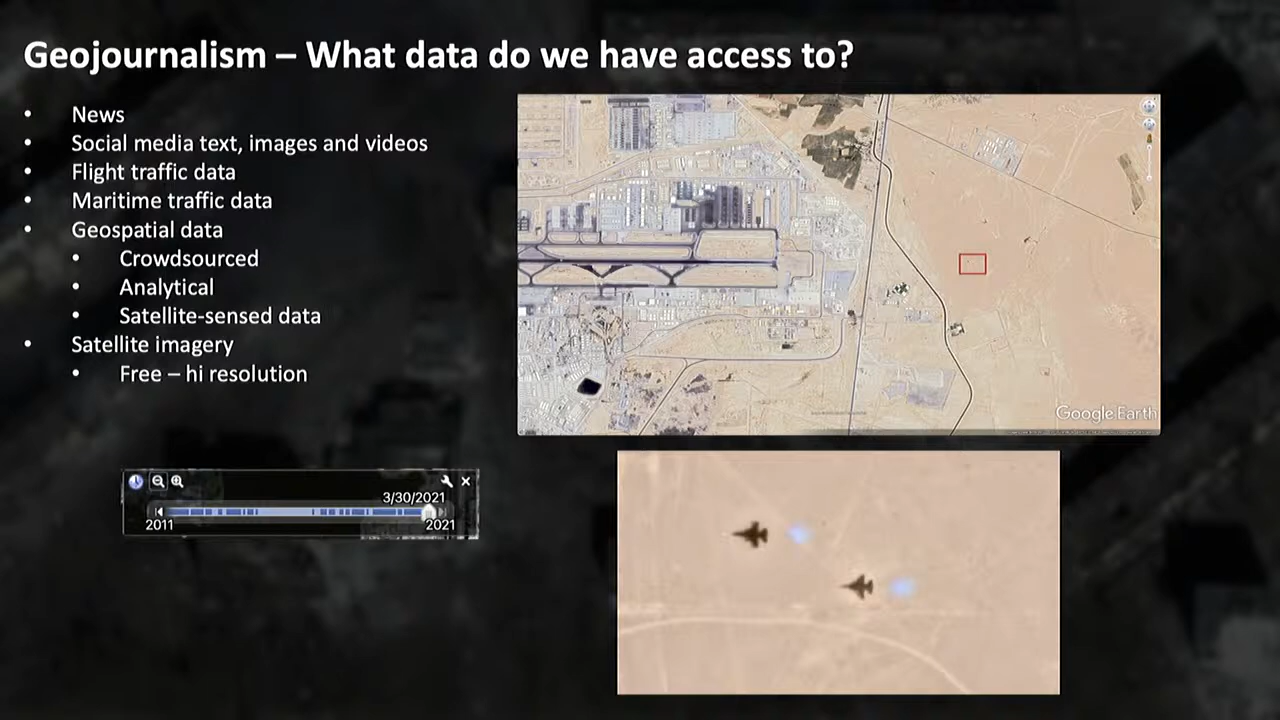 Geojournalism – What data do we have access to?
• News
• Social media text, images and videos
• Flight traffic data
• Maritime traffic data
• Geospatial data
• Crowdsourced
• Analytical
• Satellite-sensed data
• Satellite imagery
• Free – hi resolution
Google Earth
3/30/2021
2011
2021